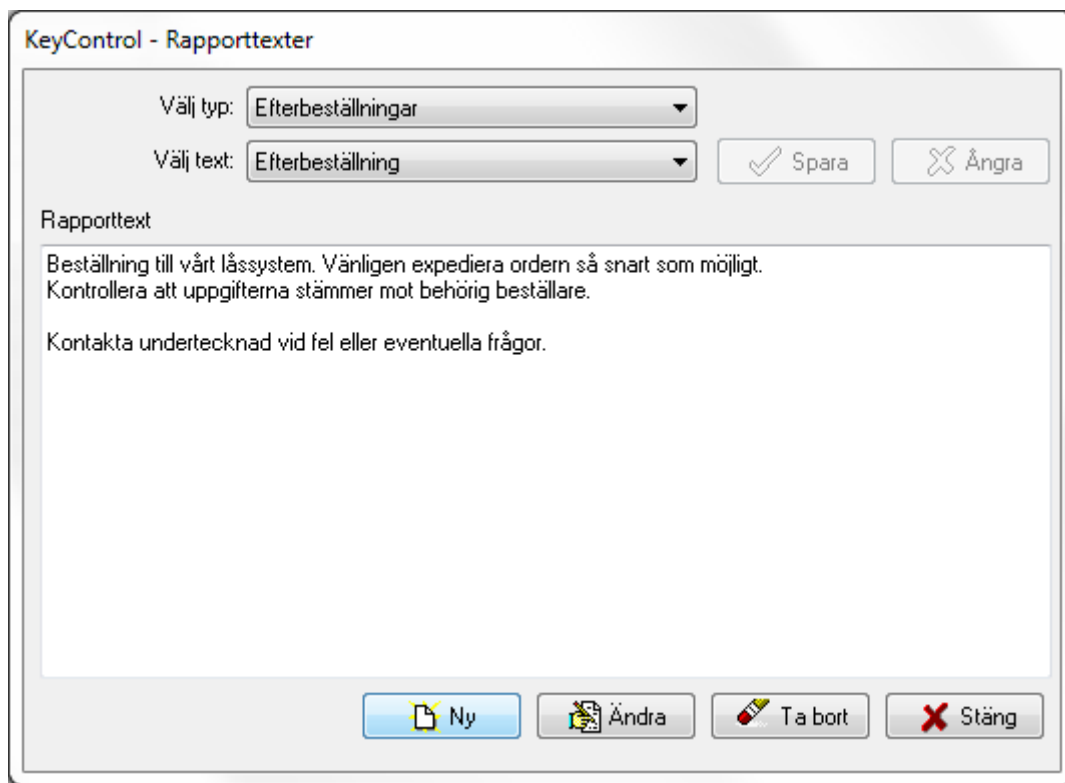 KeyControl - Rapporttexter
Välj typ: Efterbeställningar
Välj text: Efterbeställning Spara Ångra
Rapporttext
Beställning till vårt låssystem. Vänligen expediera ordern så snart som möjligt.
Kontrollera att uppgifterna stämmer mot behörig beställare.
Kontakta undertecknad vid fel eller eventuella frågor.
Ny Ändra Ta bort Stäng